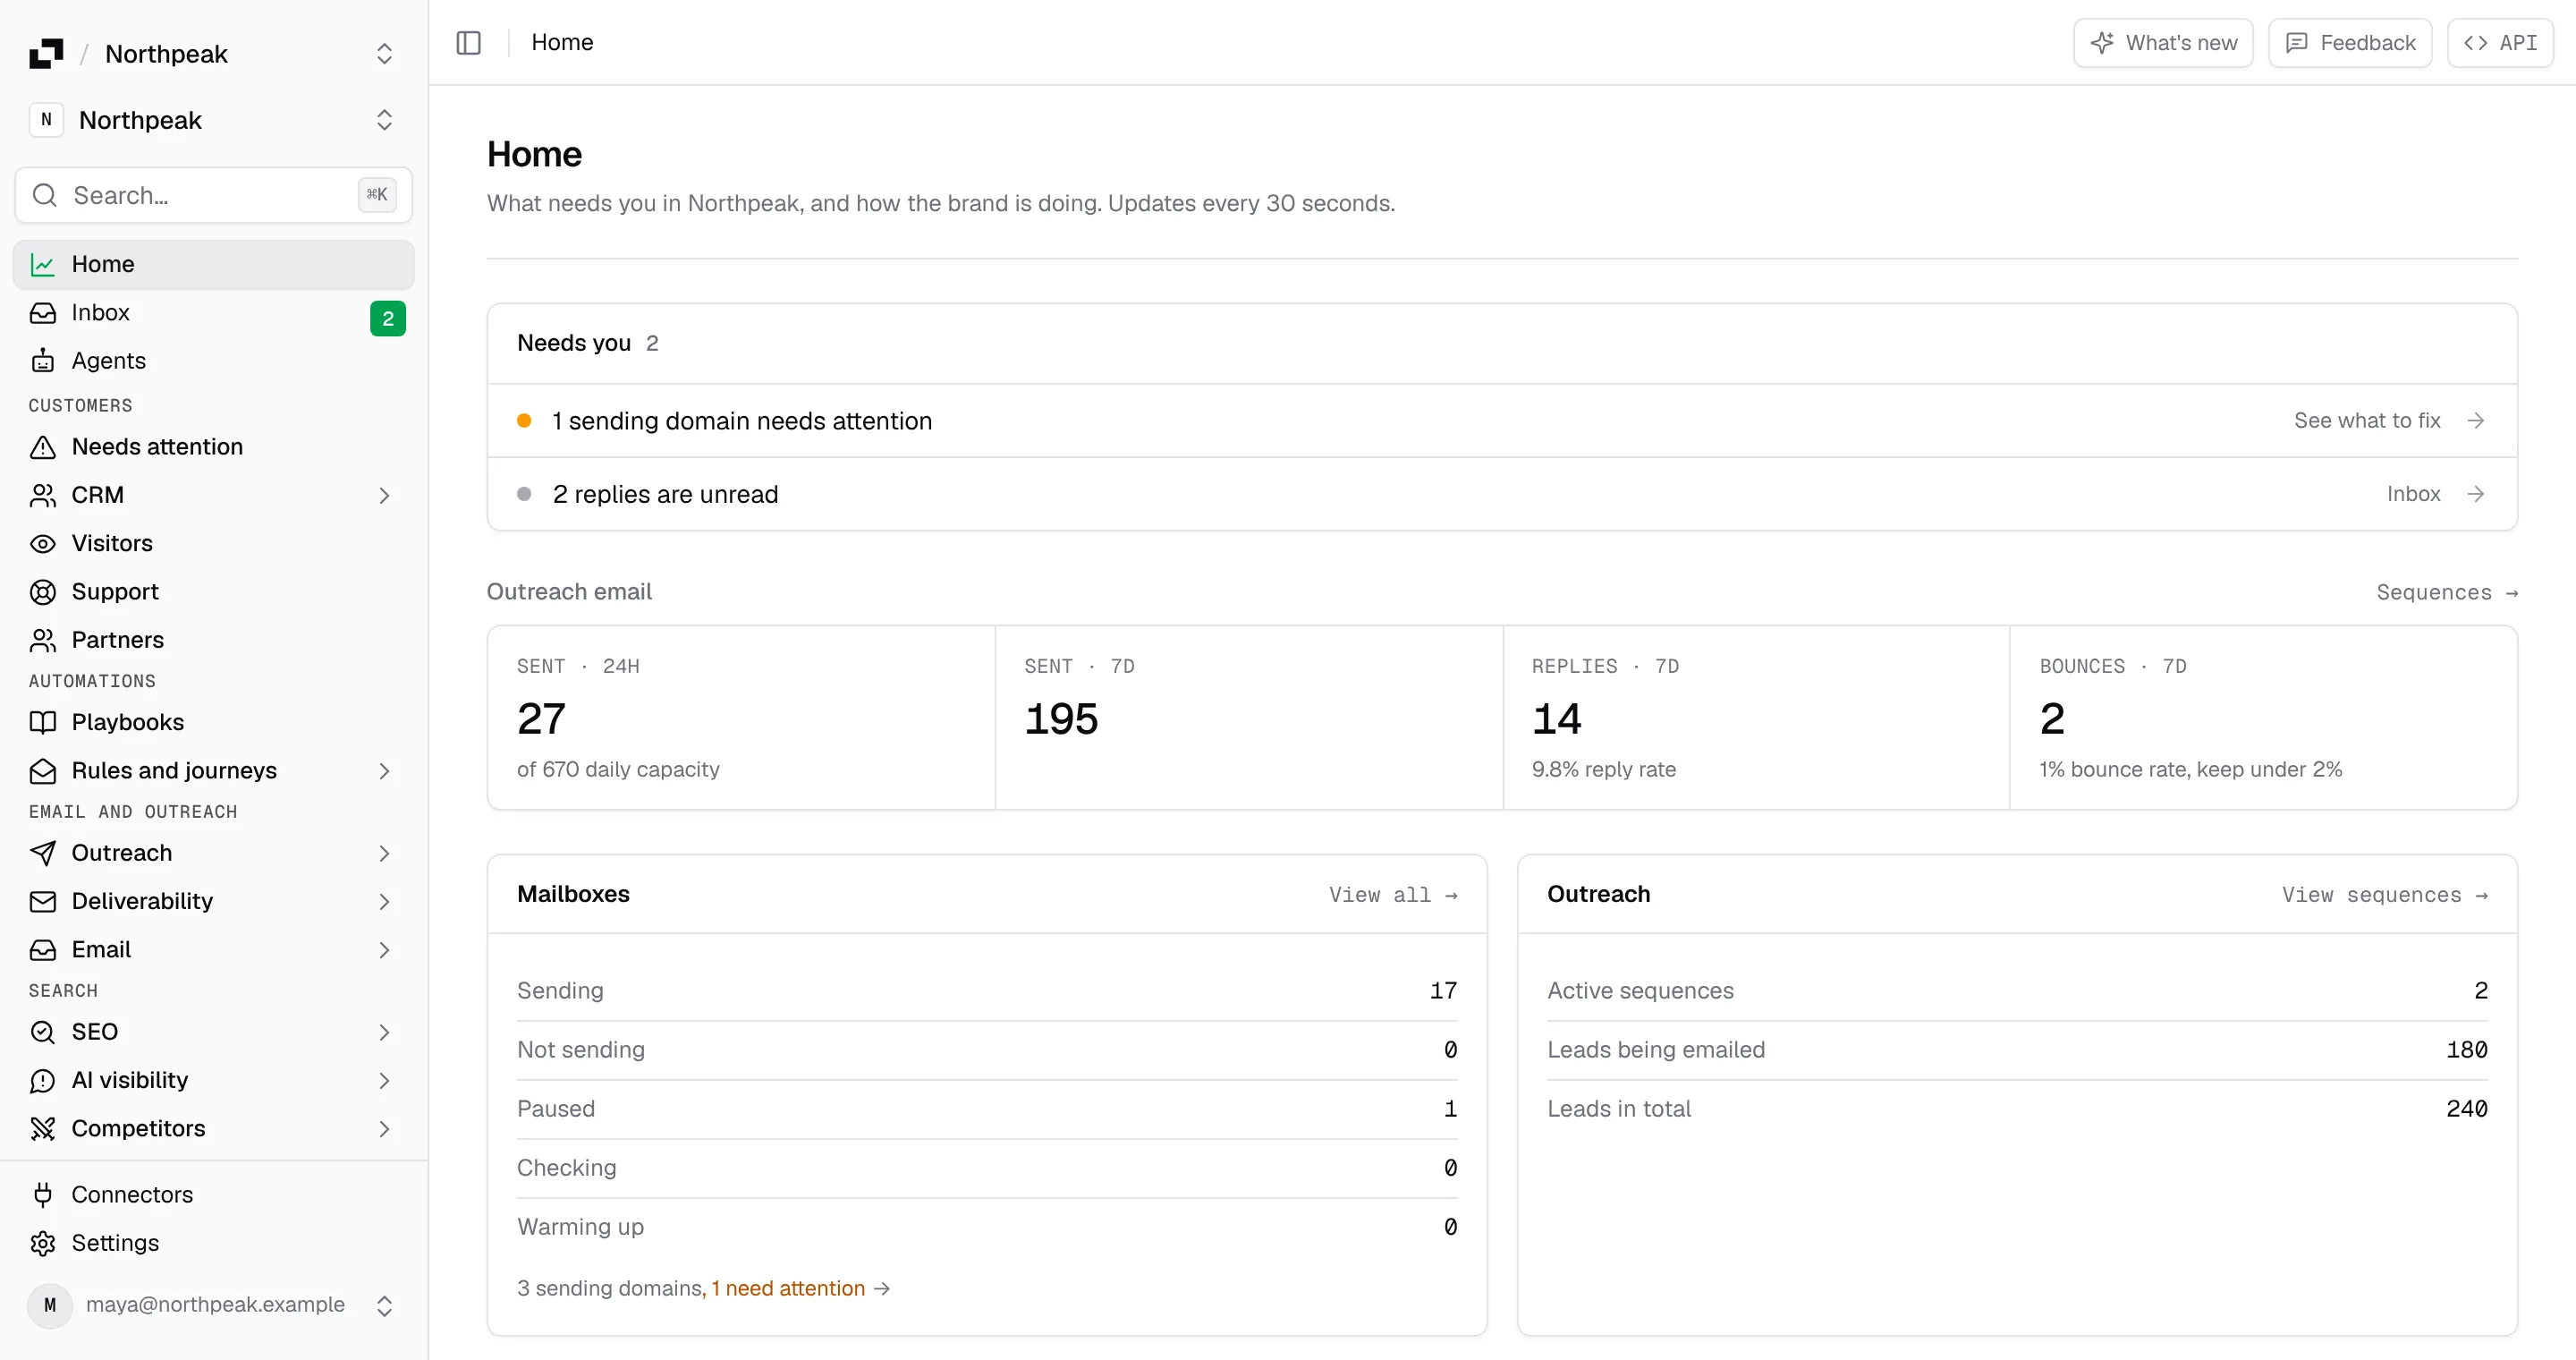 / Northpeak
N Northpeak
Search... ⌘K
Home
Inbox 2
Agents
CUSTOMERS
Needs attention
CRM
Visitors
Support
Partners
AUTOMATIONS
Playbooks
Rules and journeys
EMAIL AND OUTREACH
Outreach
Deliverability
Email
SEARCH
SEO
AI visibility
Competitors
Connectors
Settings
M maya@northpeak.example
Home
What's new
Feedback
API
Home
What needs you in Northpeak, and how the brand is doing. Updates every 30 seconds.
Needs you 2
1 sending domain needs attention See what to fix →
2 replies are unread Inbox →
Outreach email Sequences →
SENT · 24H
27
of 670 daily capacity
SENT · 7D
195
REPLIES · 7D
14
9.8% reply rate
BOUNCES · 7D
2
1% bounce rate, keep under 2%
Mailboxes View all →
Sending 17
Not sending 0
Paused 1
Checking 0
Warming up 0
3 sending domains, 1 need attention →
Outreach View sequences →
Active sequences 2
Leads being emailed 180
Leads in total 240